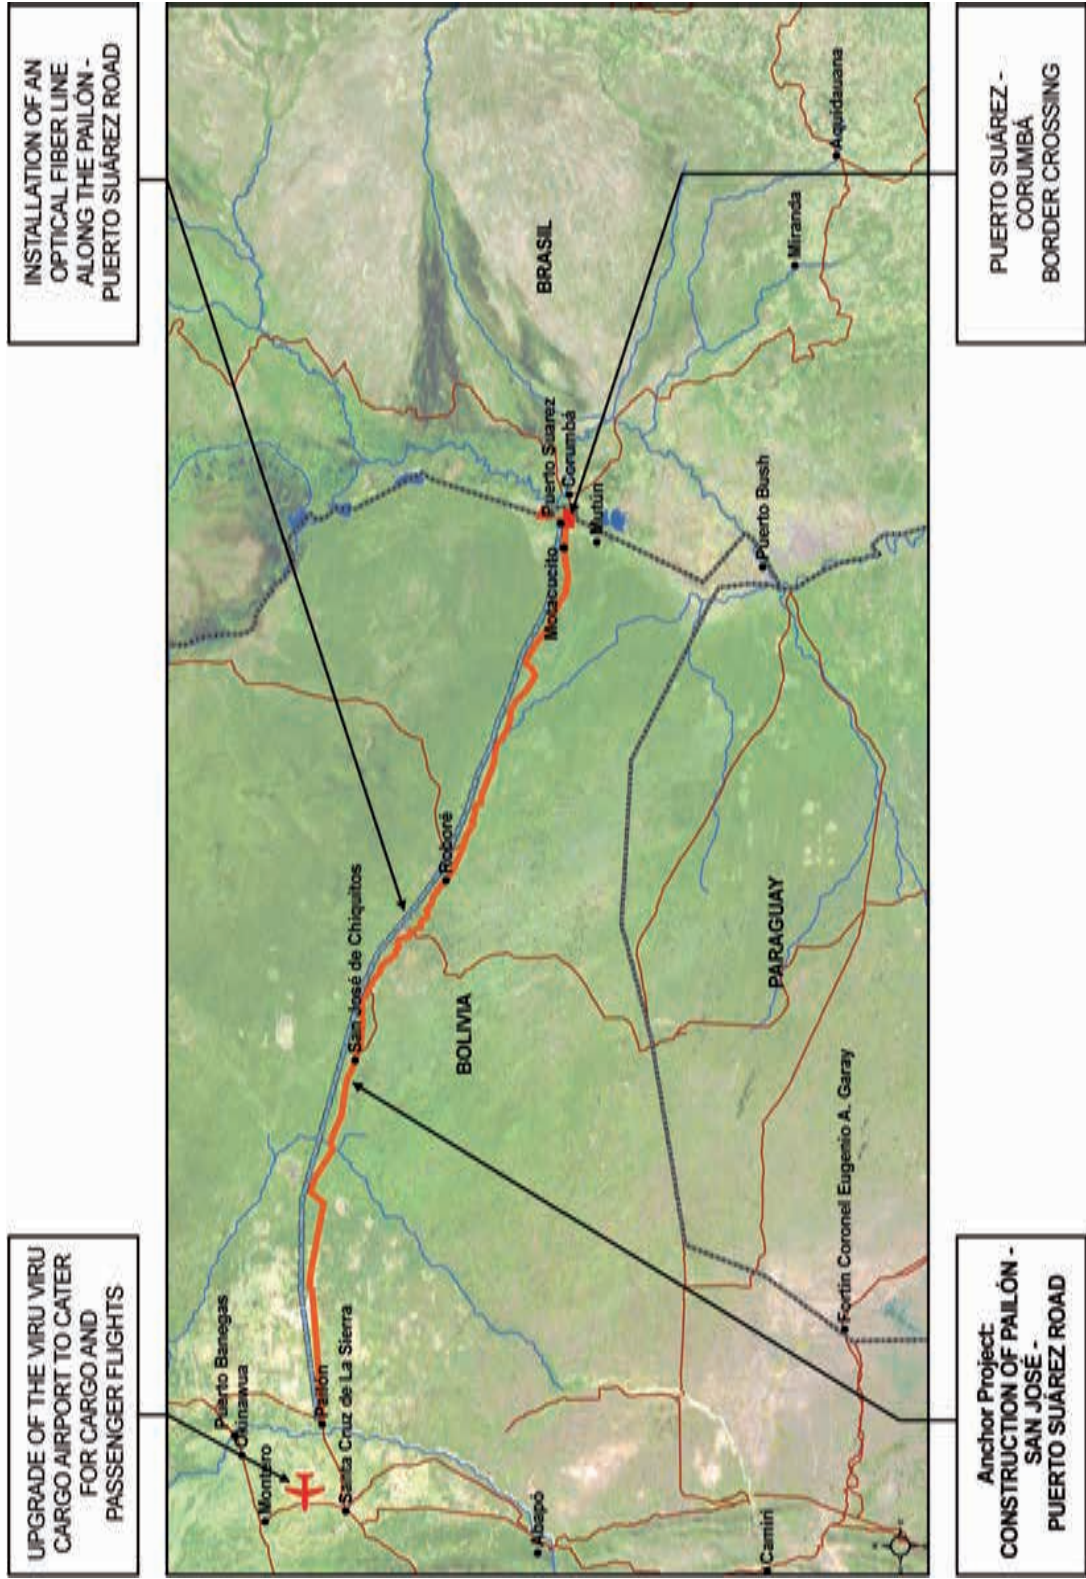 UPGRADE OF THE VIRU VIRU
CARGO AIRPORT TO CATER
FOR CARGO AND
PASSENGER FLIGHTS
INSTALLATION OF AN
OPTICAL FIBER LINE
ALONG THE PAILÓN -
PUERTO SUÁREZ ROAD
Puerto Banegas
Okinawua
Montero
Pailón
Santa Cruz de La Sierra
San José de Chiquitos
Roboré
BOLIVIA
BRASIL
Motacucito
Puerto Suarez
Corumbá
Mutún
Abapó
Camiri
Fortín Coronel Eugenio A. Garay
PARAGUAY
Puerto Bush
Miranda
Aquidauana
Anchor Project:
CONSTRUCTION OF PAILÓN -
SAN JOSÉ -
PUERTO SUÁREZ ROAD
PUERTO SUÁREZ -
CORUMBÁ
BORDER CROSSING